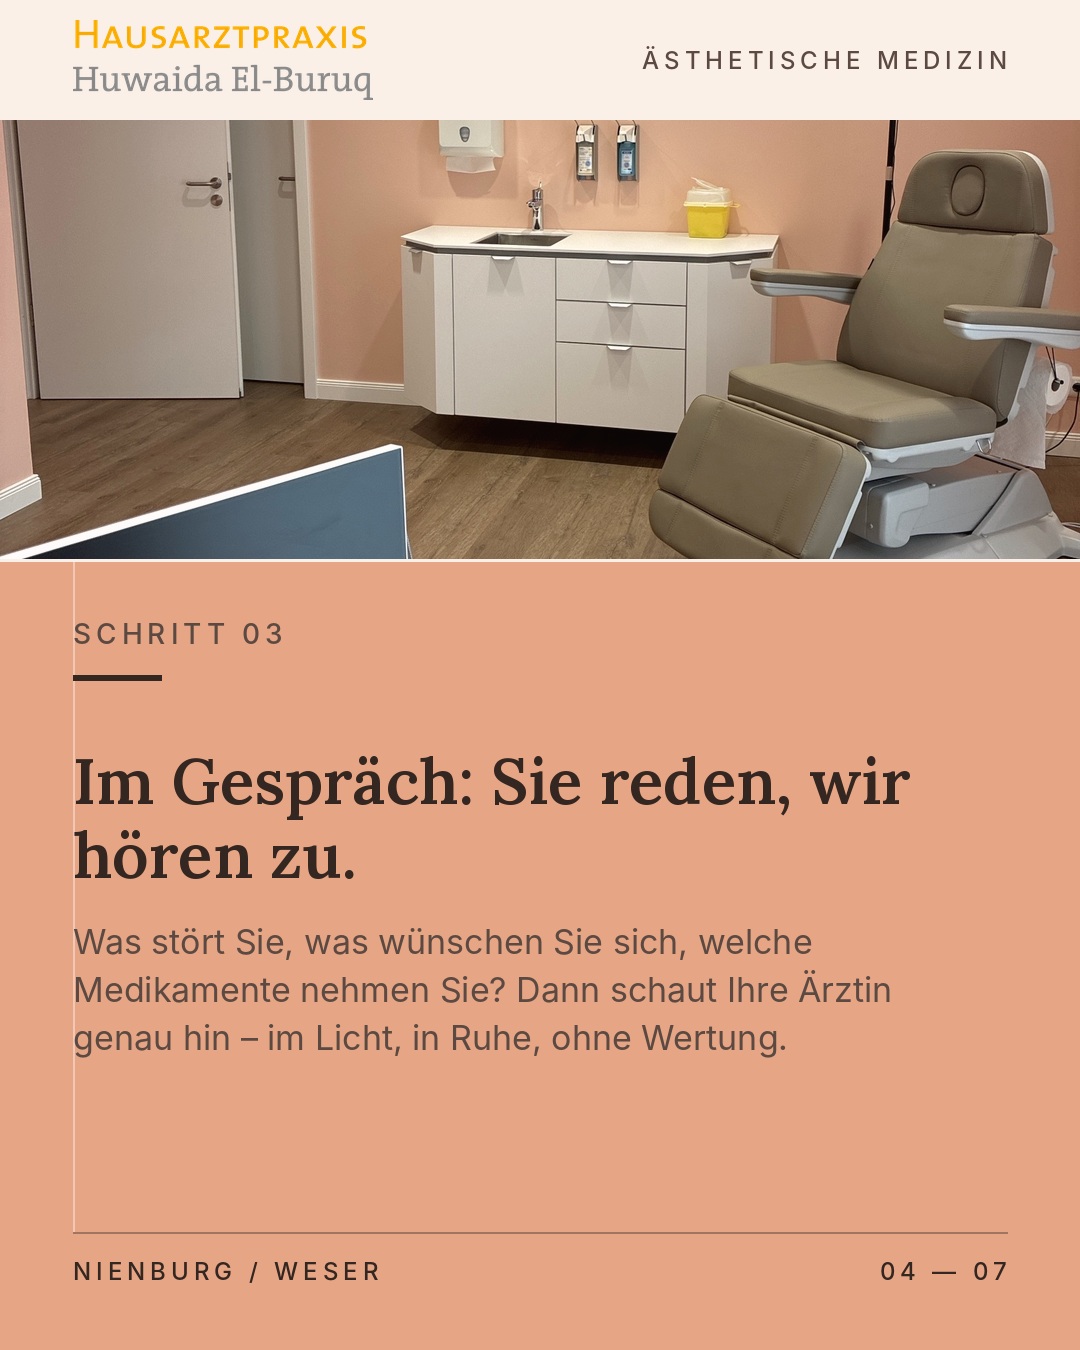 HAUSARZTPRAXIS
Huwaida El-Buruq
ÄSTHETISCHE MEDIZIN
SCHRITT 03
Im Gespräch: Sie reden, wir
hören zu.
Was stört Sie, was wünschen Sie sich, welche
Medikamente nehmen Sie? Dann schaut Ihre Ärztin
genau hin – im Licht, in Ruhe, ohne Wertung.
NIENBURG / WESER
04 — 07